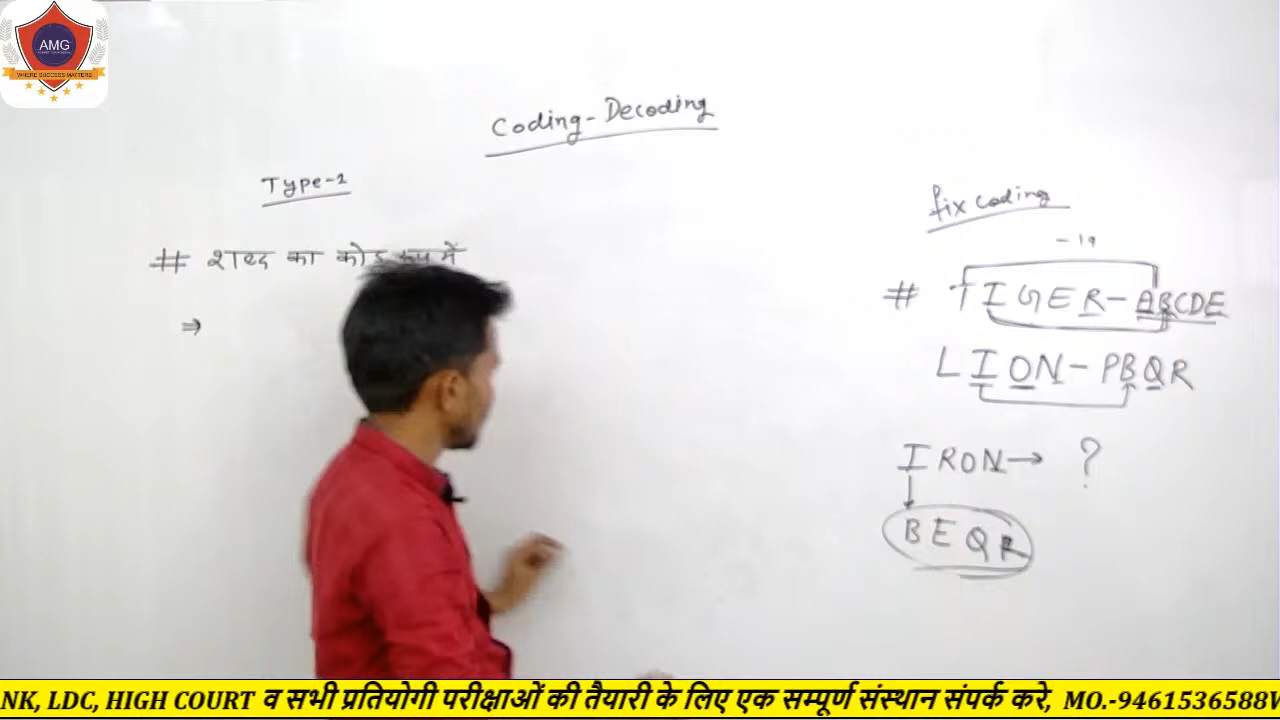 AMG
WHERE SUCCESS MATTERS
Coding-Decoding
Type-1
# शब्द का कोड रूप में
⇒
fix coding
-19
# TIGER- ABCDE
LION- PBQR
IRON→ ?
BEQR
NK, LDC, HIGH COURT व सभी प्रतियोगी परीक्षाओं की तैयारी के लिए एक सम्पूर्ण संस्थान संपर्क करे, MO.-9461536588